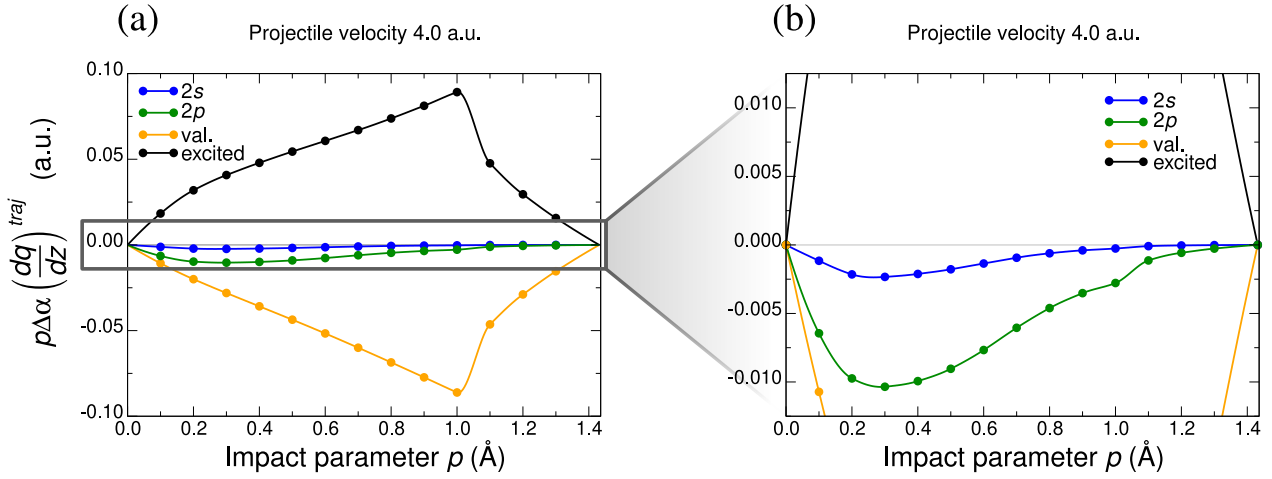 (a)
Projectile velocity 4.0 a.u.
0.10
0.05
0.00
-0.05
-0.10
2s
2p
val.
excited
pΔα (dq/dz)^traj (a.u.)
0.0 0.2 0.4 0.6 0.8 1.0 1.2 1.4
Impact parameter p (Å)
(b)
Projectile velocity 4.0 a.u.
0.010
0.005
0.000
-0.005
-0.010
2s
2p
val.
excited
0.0 0.2 0.4 0.6 0.8 1.0 1.2 1.4
Impact parameter p (Å)